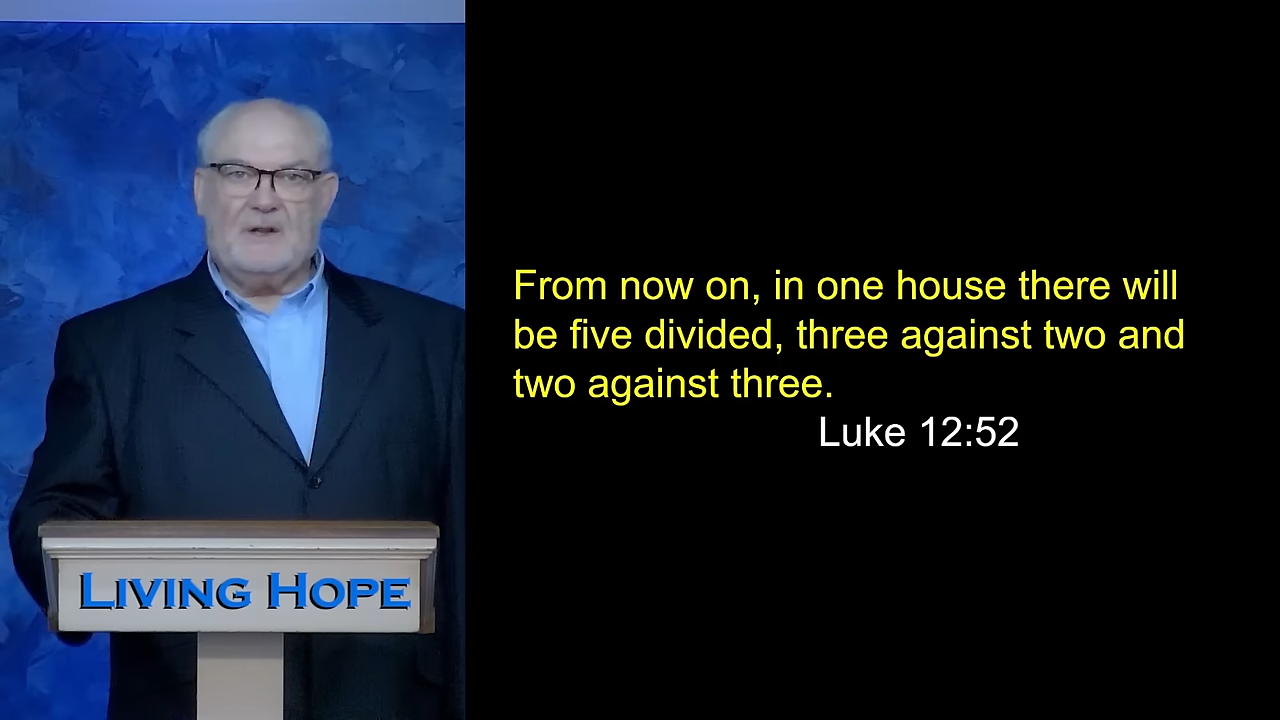 From now on, in one house there will
be five divided, three against two and
two against three.
Luke 12:52
LIVING HOPE